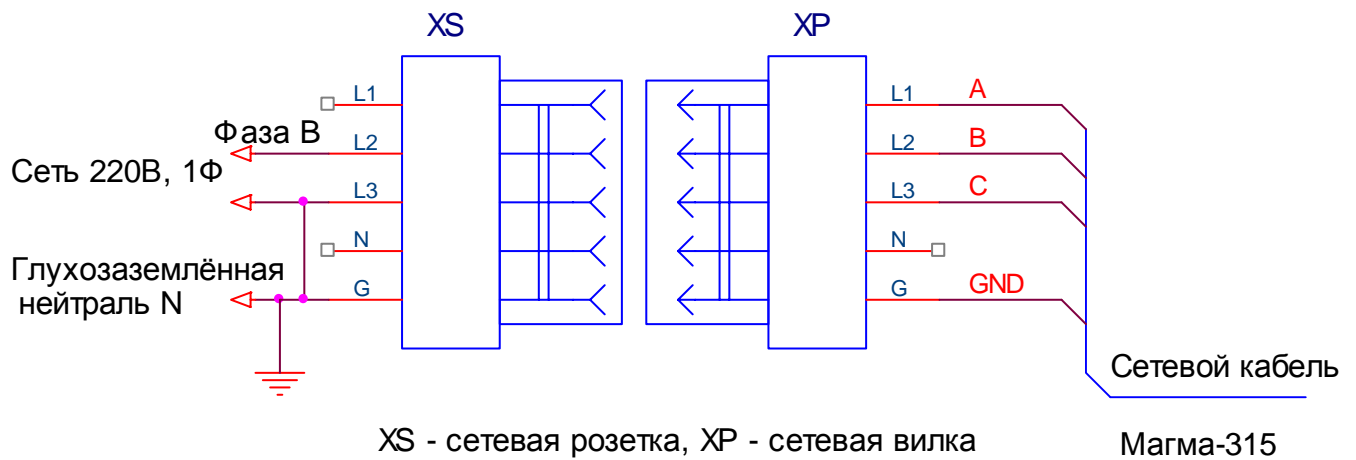 XS XP
L1 L1 A
Фаза В
L2 L2 B
Сеть 220В, 1Ф
L3 L3 C
N N
Глухозаземлённая
нейтраль N
G G GND
Сетевой кабель
XS - сетевая розетка, XP - сетевая вилка
Магма-315